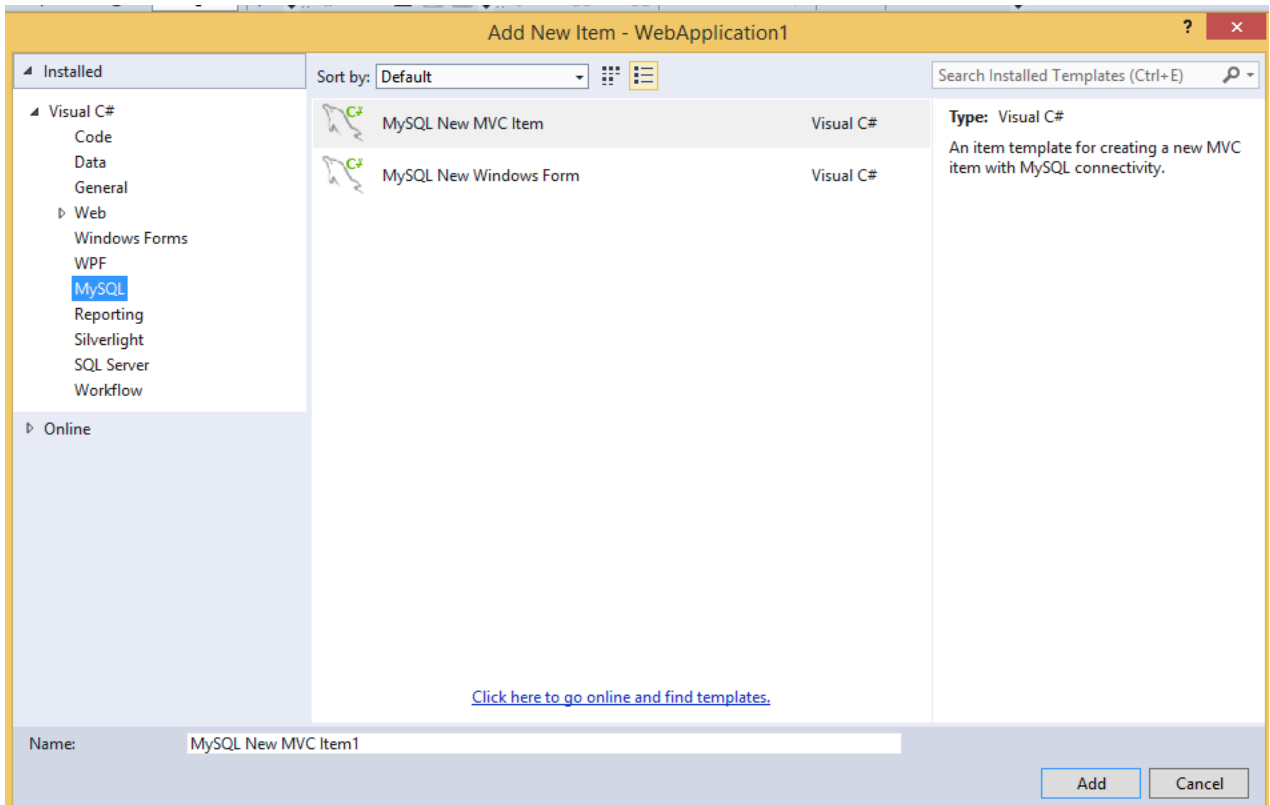 Add New Item - WebApplication1
?
Installed
Sort by: Default
Search Installed Templates (Ctrl+E)
Visual C#
Code
Data
General
Web
Windows Forms
WPF
MySQL
Reporting
Silverlight
SQL Server
Workflow
Online
C# MySQL New MVC Item Visual C#
C# MySQL New Windows Form Visual C#
Type: Visual C#
An item template for creating a new MVC
item with MySQL connectivity.
Click here to go online and find templates.
Name: MySQL New MVC Item1
Add Cancel